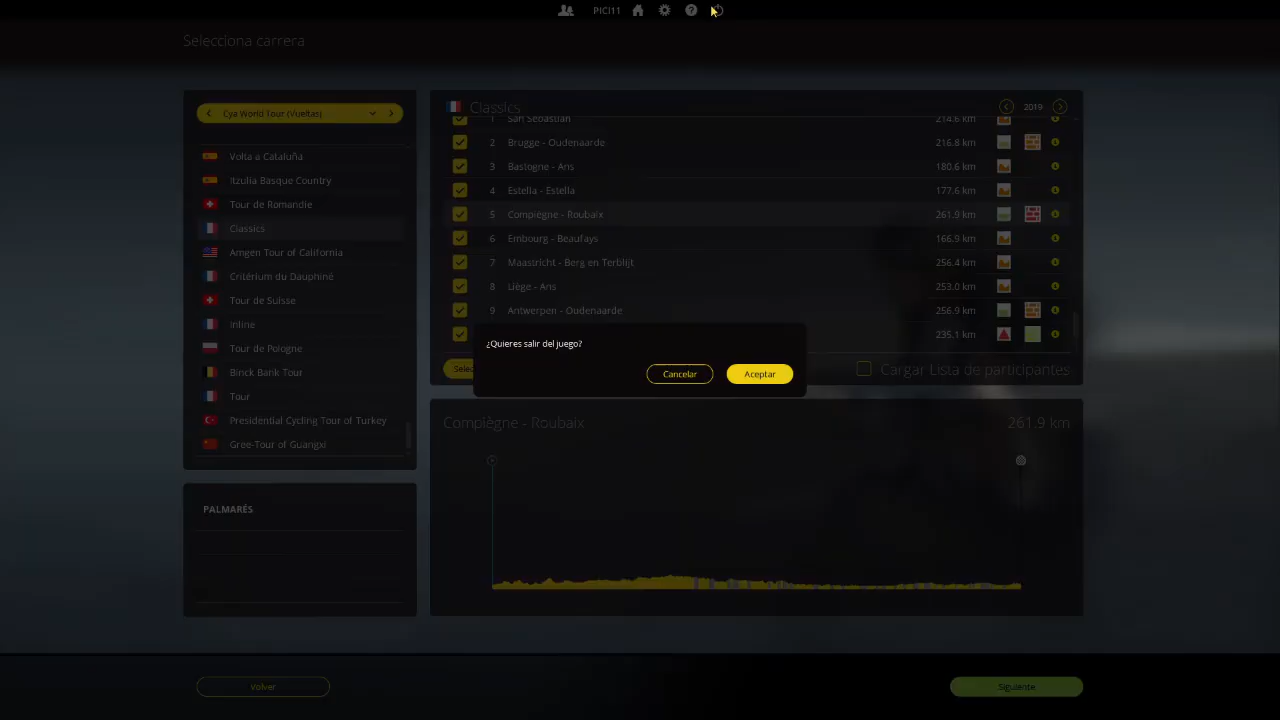 PICI11
Selecciona carrera
Cya World Tour (Vueltas)
Volta a Cataluña
Itzulia Basque Country
Tour de Romandie
Classics
Amgen Tour of California
Critérium du Dauphiné
Tour de Suisse
Inline
Tour de Pologne
Binck Bank Tour
Tour
Presidential Cycling Tour of Turkey
Gree-Tour of Guangxi
PALMARÉS
Classics
2019
1 San Sebastian 214.6 km
2 Brugge - Oudenaarde 216.8 km
3 Bastogne - Ans 180.6 km
4 Estella - Estella 177.6 km
5 Compiègne - Roubaix 261.9 km
6 Embourg - Beaufays 166.9 km
7 Maastricht - Berg en Terblijt 256.4 km
8 Liège - Ans 253.0 km
9 Antwerpen - Oudenaarde 256.9 km
235.1 km
¿Quieres salir del juego?
Cancelar
Aceptar
Cargar Lista de participantes
Compiègne - Roubaix
261.9 km
Volver
Siguiente